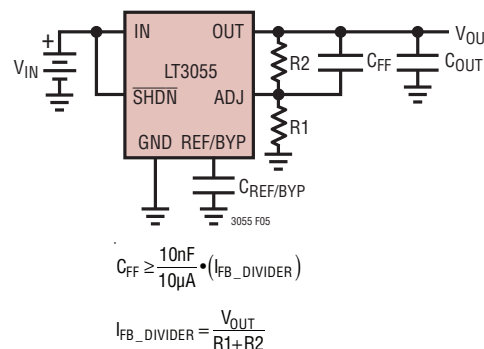 IN OUT
V_OU
+
V_IN
LT3055
R2
C_FF
C_OUT
SHDN ADJ
R1
GND REF/BYP
C_REF/BYP
3055 F05
C_FF ≥ 10nF/10µA • (I_FB_DIVIDER)
I_FB_DIVIDER = V_OUT/R1+R2